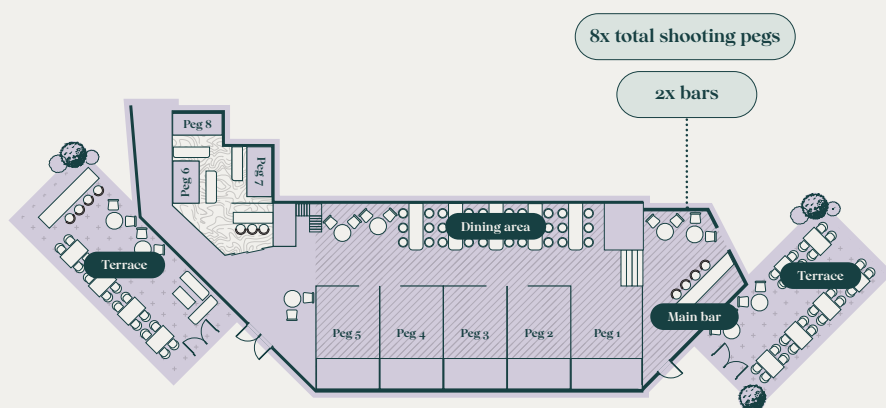 8x total shooting pegs
2x bars
Peg 8
Peg 6
Peg 7
Dining area
Terrace
Terrace
Main bar
Peg 5
Peg 4
Peg 3
Peg 2
Peg 1